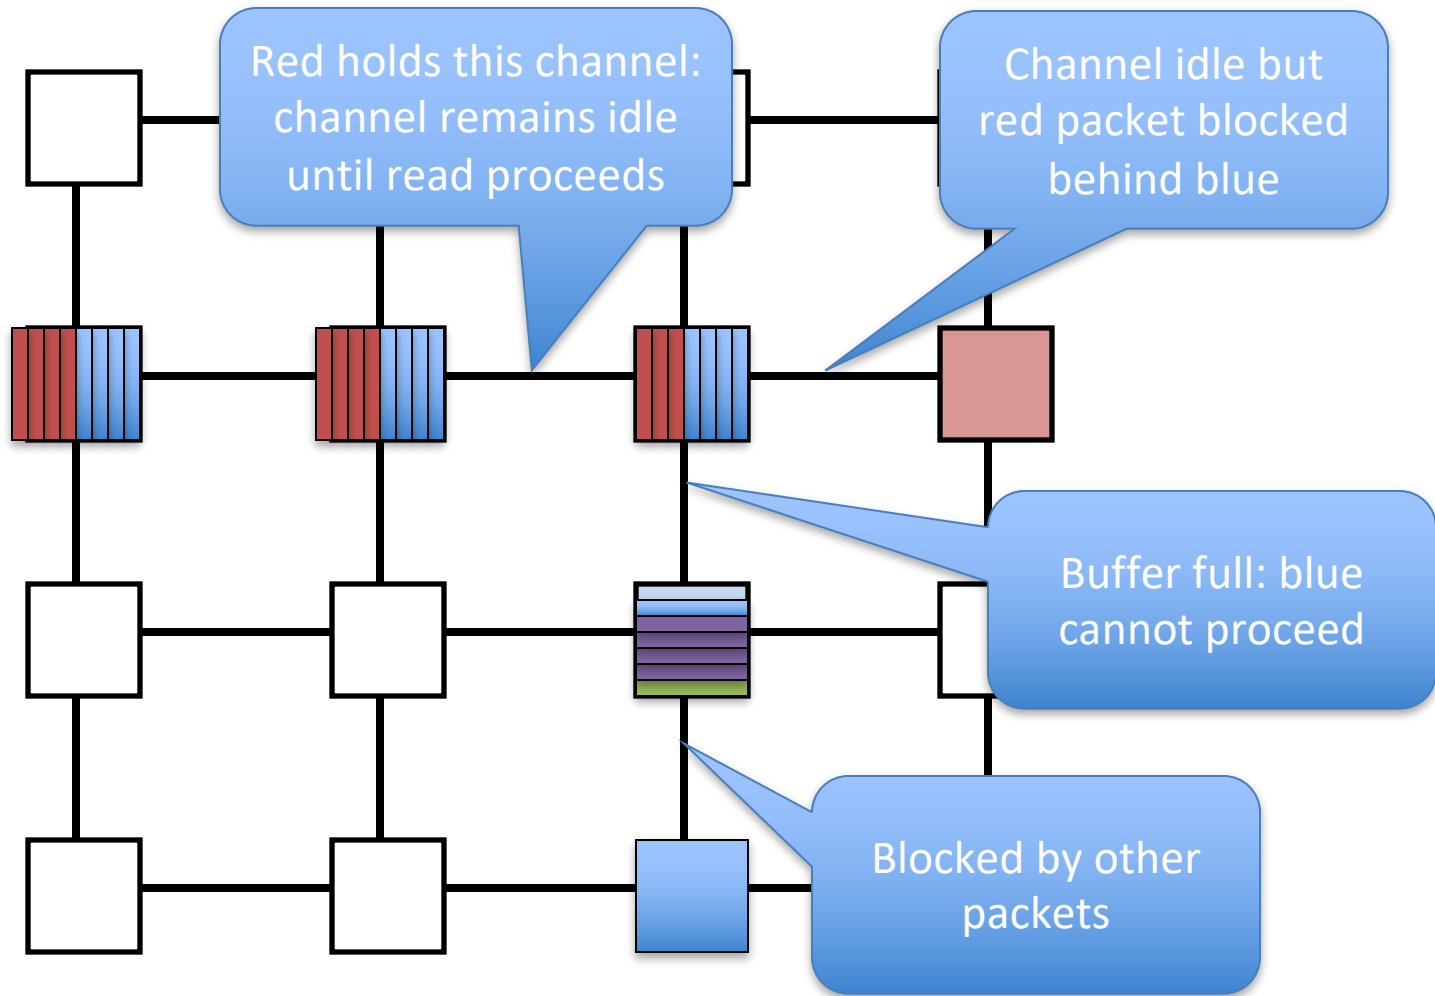 Red holds this channel:
channel remains idle
until read proceeds
Channel idle but
red packet blocked
behind blue
Buffer full: blue
cannot proceed
Blocked by other
packets